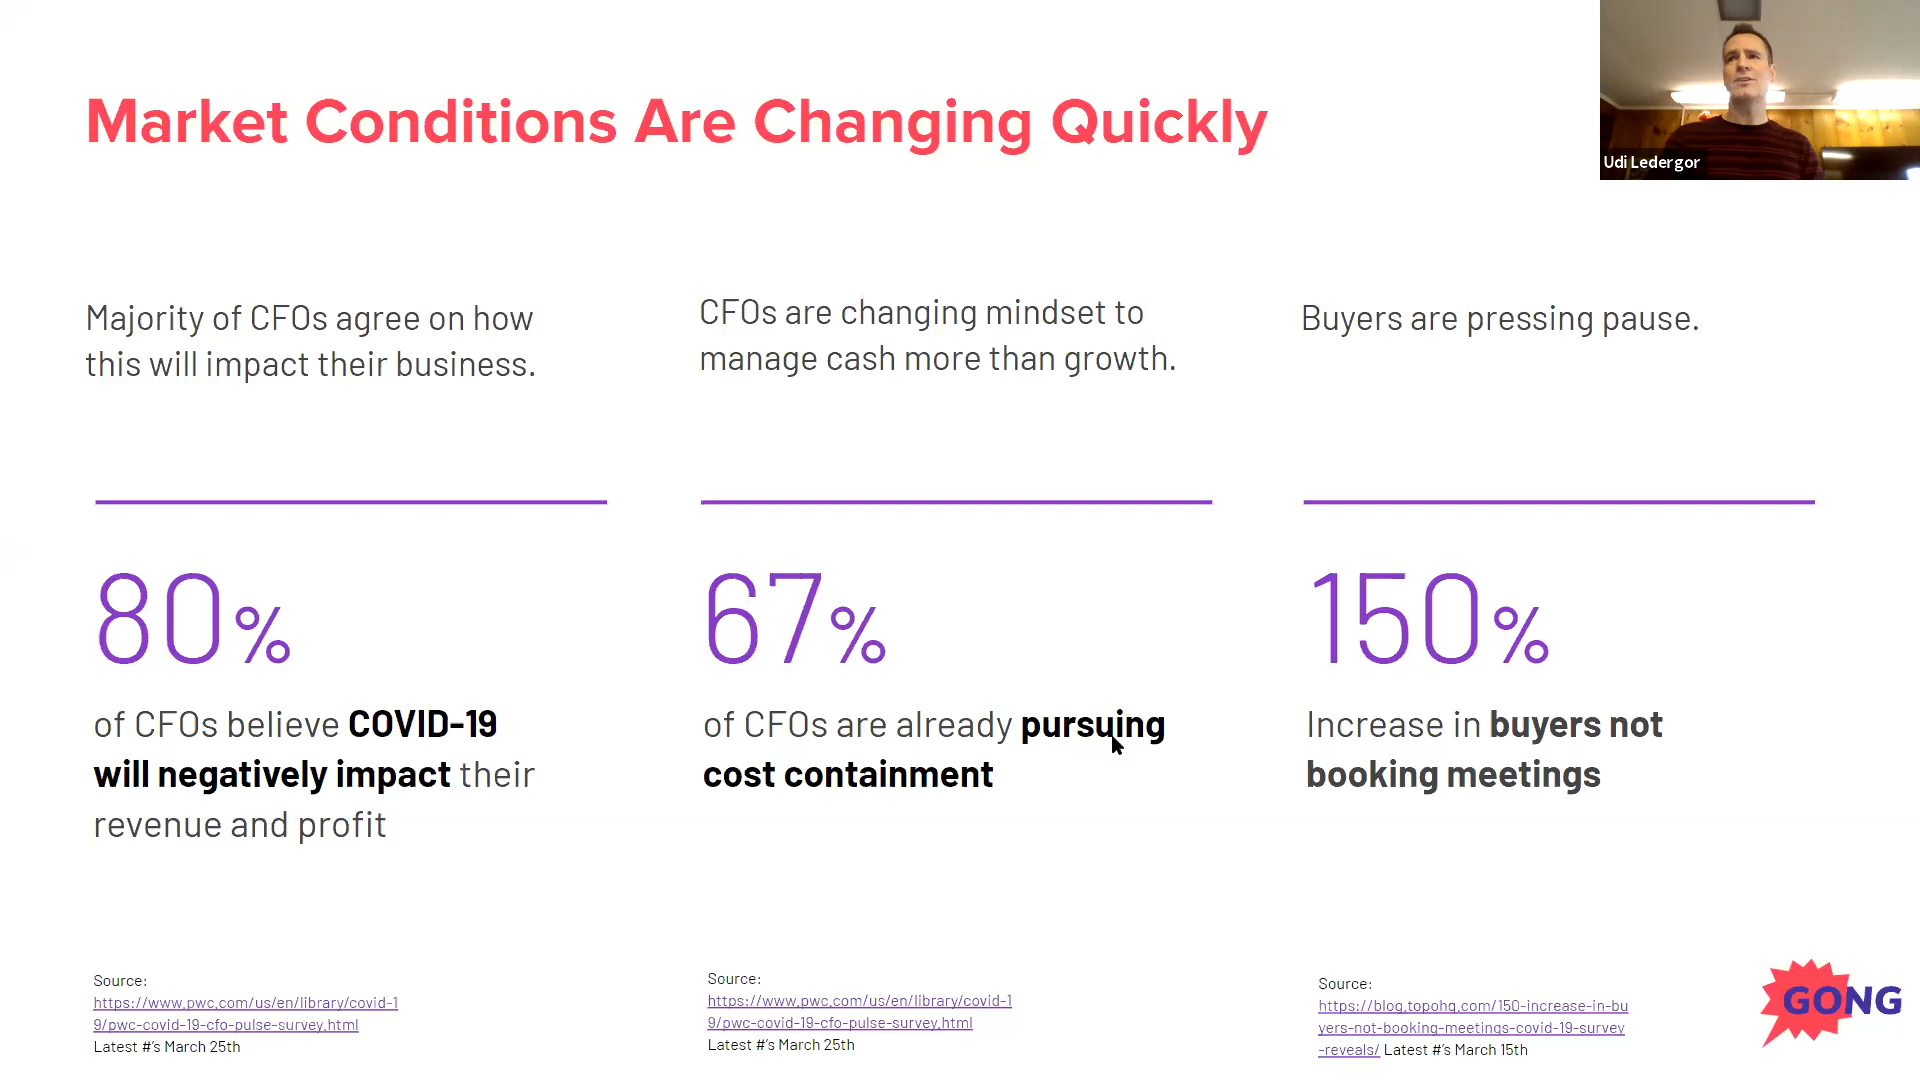 Market Conditions Are Changing Quickly
Udi Ledergor
Majority of CFOs agree on how
this will impact their business.
CFOs are changing mindset to
manage cash more than growth.
Buyers are pressing pause.
80%
of CFOs believe COVID-19
will negatively impact their
revenue and profit
67%
of CFOs are already pursuing
cost containment
150%
Increase in buyers not
booking meetings
Source:
https://www.pwc.com/us/en/library/covid-1
9/pwc-covid-19-cfo-pulse-survey.html
Latest #'s March 25th
Source:
https://www.pwc.com/us/en/library/covid-1
9/pwc-covid-19-cfo-pulse-survey.html
Latest #'s March 25th
Source:
https://blog.topohq.com/150-increase-in-bu
yers-not-booking-meetings-covid-19-survey
-reveals/ Latest #'s March 15th
GONG